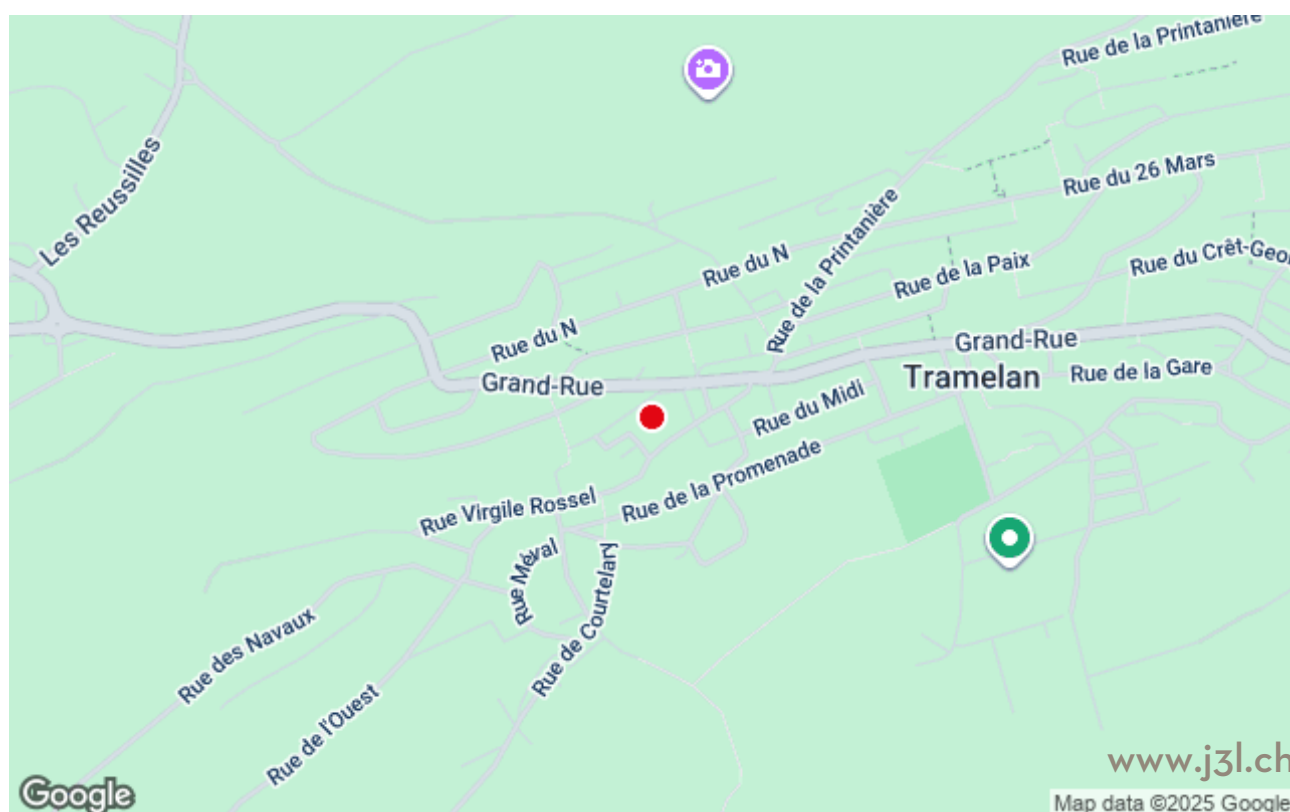 Rue de la Printanière
Les Reussilles
Rue du 26 Mars
Rue de la Printanière
Rue du N
Rue de la Paix
Rue du Crêt-Geor
Rue du N
Grand-Rue
Grand-Rue
Tramelan
Rue de la Gare
Rue du Midi
Rue de la Promenade
Rue Virgile Rossel
Rue Méval
Rue de Courtelary
Rue des Navaux
Rue de l'Ouest
www.j3l.ch
Google
Map data ©2025 Google